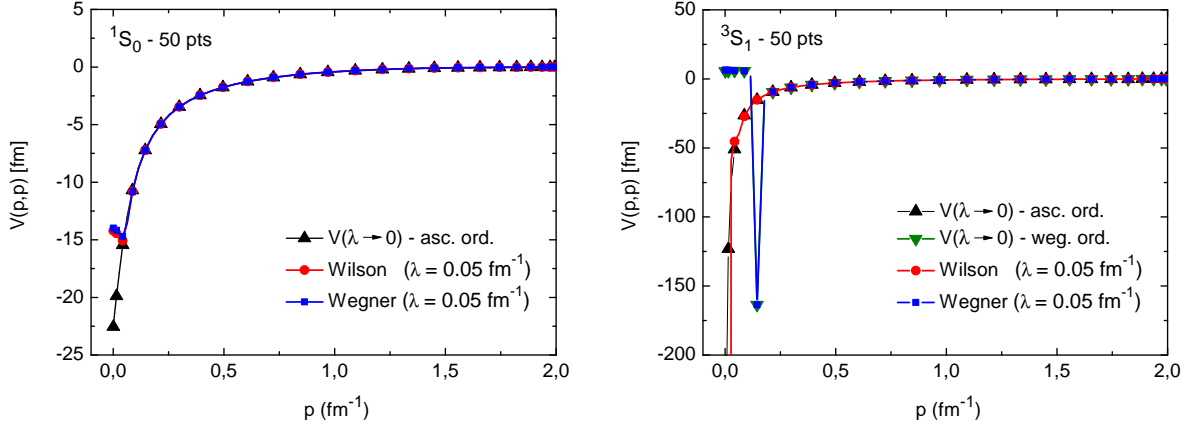 ¹S₀ - 50 pts
V(p,p) [fm]
5
0
-5
-10
-15
-20
-25
V(λ→0) - asc. ord.
Wilson (λ = 0.05 fm⁻¹)
Wegner (λ = 0.05 fm⁻¹)
0,0 0,5 1,0 1,5 2,0
p (fm⁻¹)
³S₁ - 50 pts
V(p,p) [fm]
50
0
-50
-100
-150
-200
V(λ→0) - asc. ord.
V(λ→0) - weg. ord.
Wilson (λ = 0.05 fm⁻¹)
Wegner (λ = 0.05 fm⁻¹)
0,0 0,5 1,0 1,5 2,0
p (fm⁻¹)